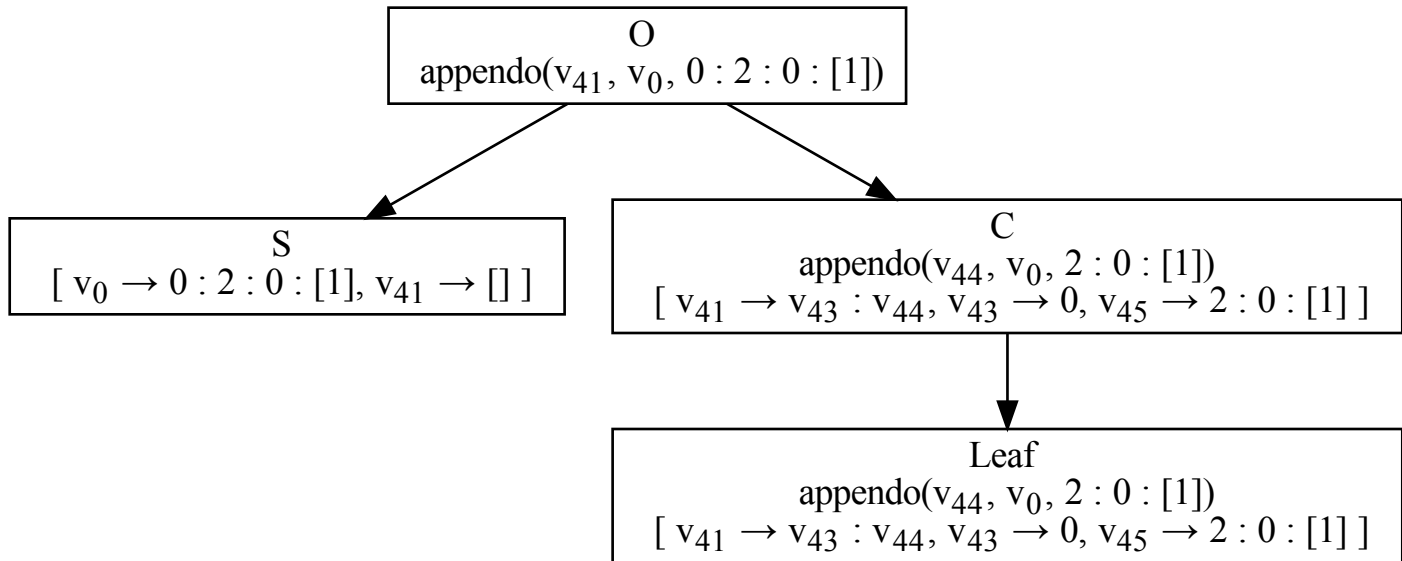 O
appendo(v₄₁, v₀, 0 : 2 : 0 : [1])
S
[ v₀ → 0 : 2 : 0 : [1], v₄₁ → [] ]
C
appendo(v₄₄, v₀, 2 : 0 : [1])
[ v₄₁ → v₄₃ : v₄₄, v₄₃ → 0, v₄₅ → 2 : 0 : [1] ]
Leaf
appendo(v₄₄, v₀, 2 : 0 : [1])
[ v₄₁ → v₄₃ : v₄₄, v₄₃ → 0, v₄₅ → 2 : 0 : [1] ]